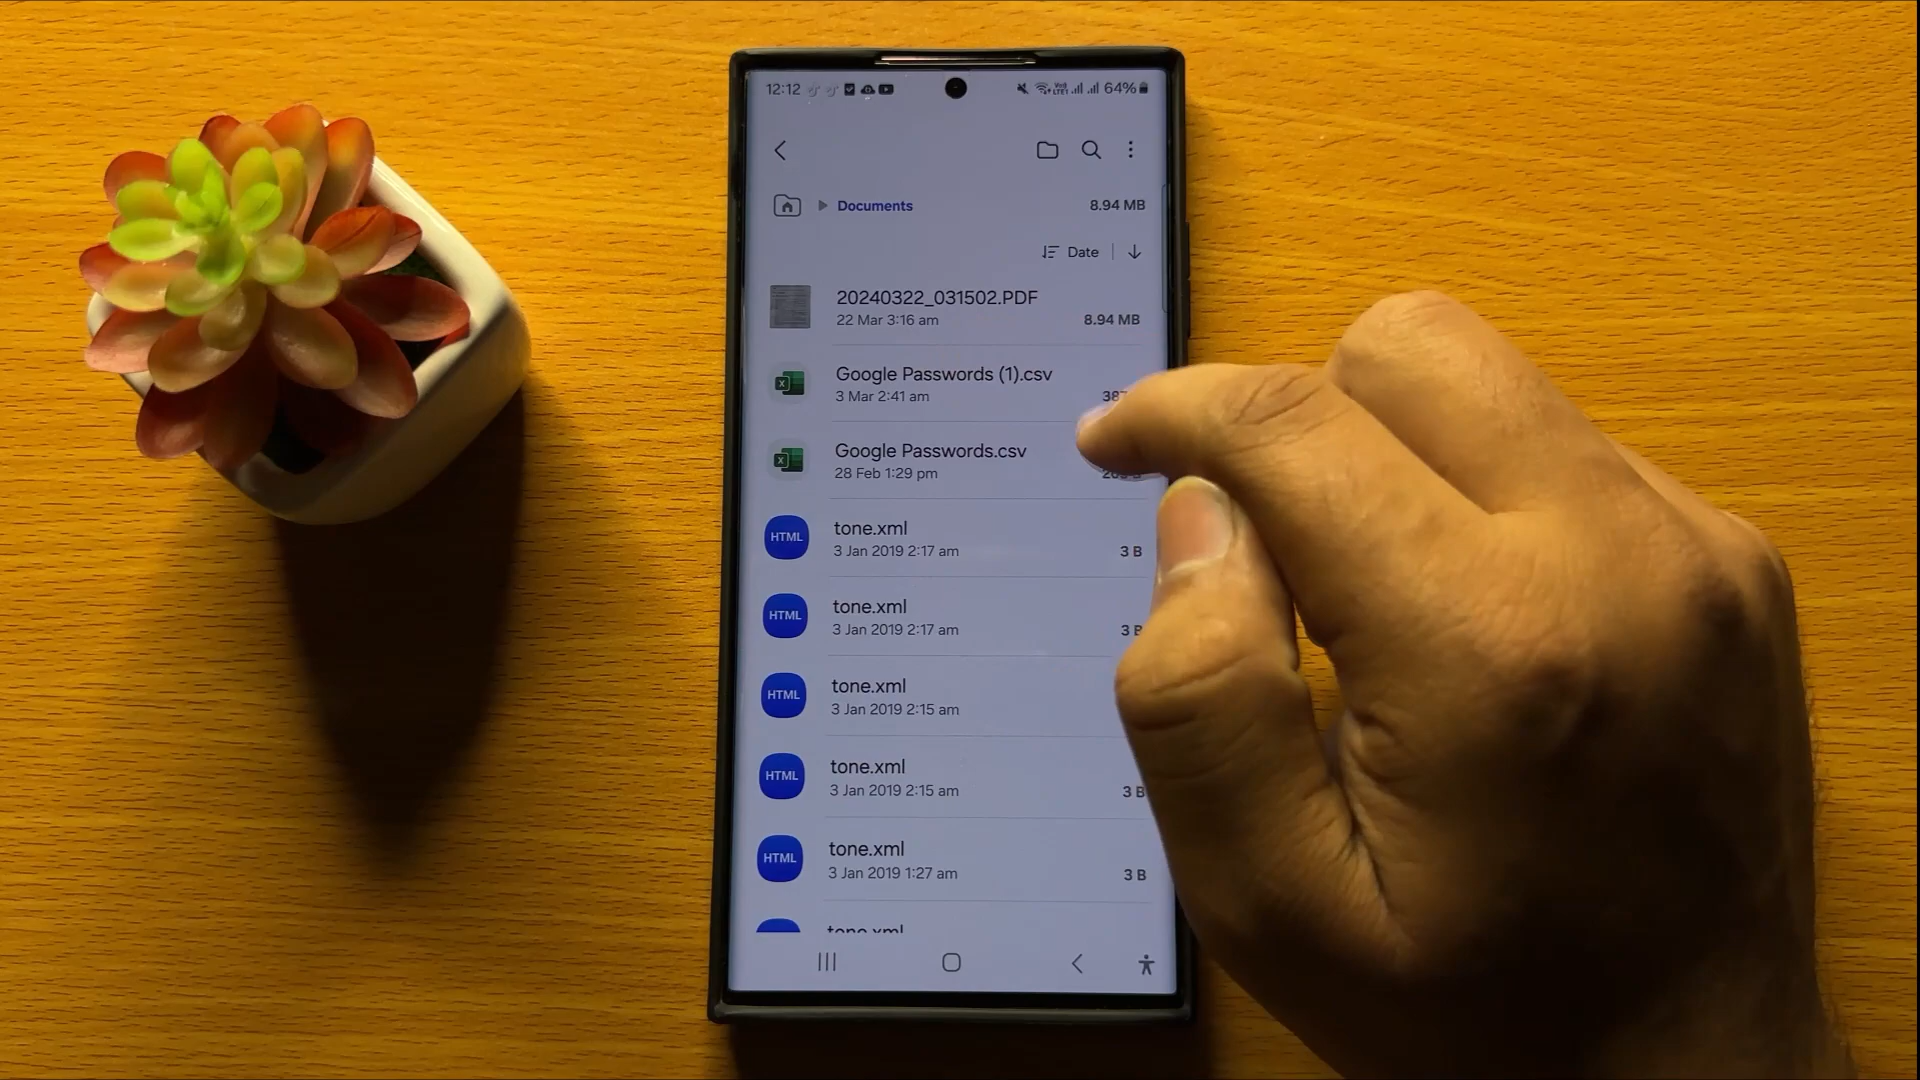 12:12 64%
Documents 8.94 MB
Date
20240322_031502.PDF
22 Mar 3:16 am 8.94 MB
Google Passwords (1).csv
3 Mar 2:41 am
Google Passwords.csv
28 Feb 1:29 pm
HTML tone.xml
3 Jan 2019 2:17 am 3 B
HTML tone.xml
3 Jan 2019 2:17 am 3 B
HTML tone.xml
3 Jan 2019 2:15 am
HTML tone.xml
3 Jan 2019 2:15 am 3 B
HTML tone.xml
3 Jan 2019 1:27 am 3 B
tone.xml